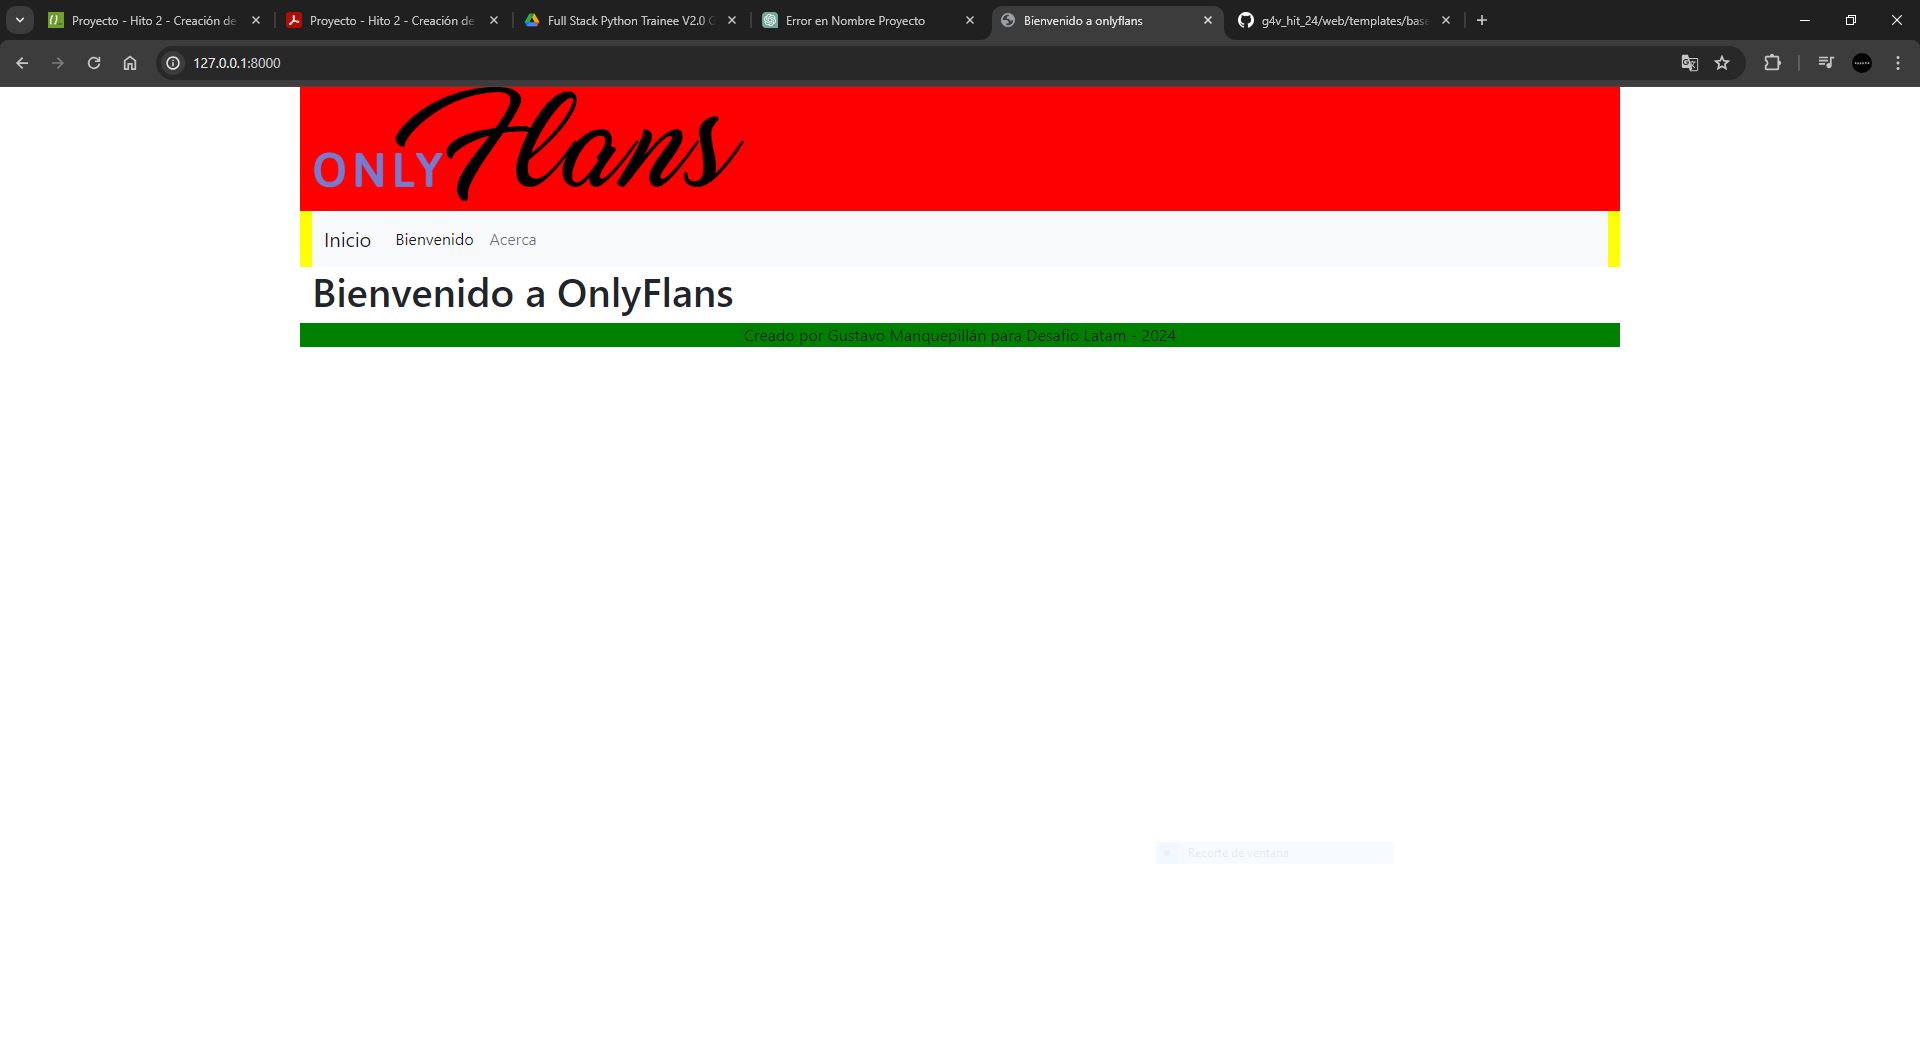 Proyecto - Hito 2 - Creación de
Proyecto - Hito 2 - Creación de
Full Stack Python Trainee V2.0 G
Error en Nombre Proyecto
Bienvenido a onlyflans
g4v_hit_24/web/templates/base
127.0.0.1:8000
ONLY Flans
Inicio Bienvenido Acerca
Bienvenido a OnlyFlans
Creado por Gustavo Manquepillán para Desafio Latam - 2024
Recorte de ventana